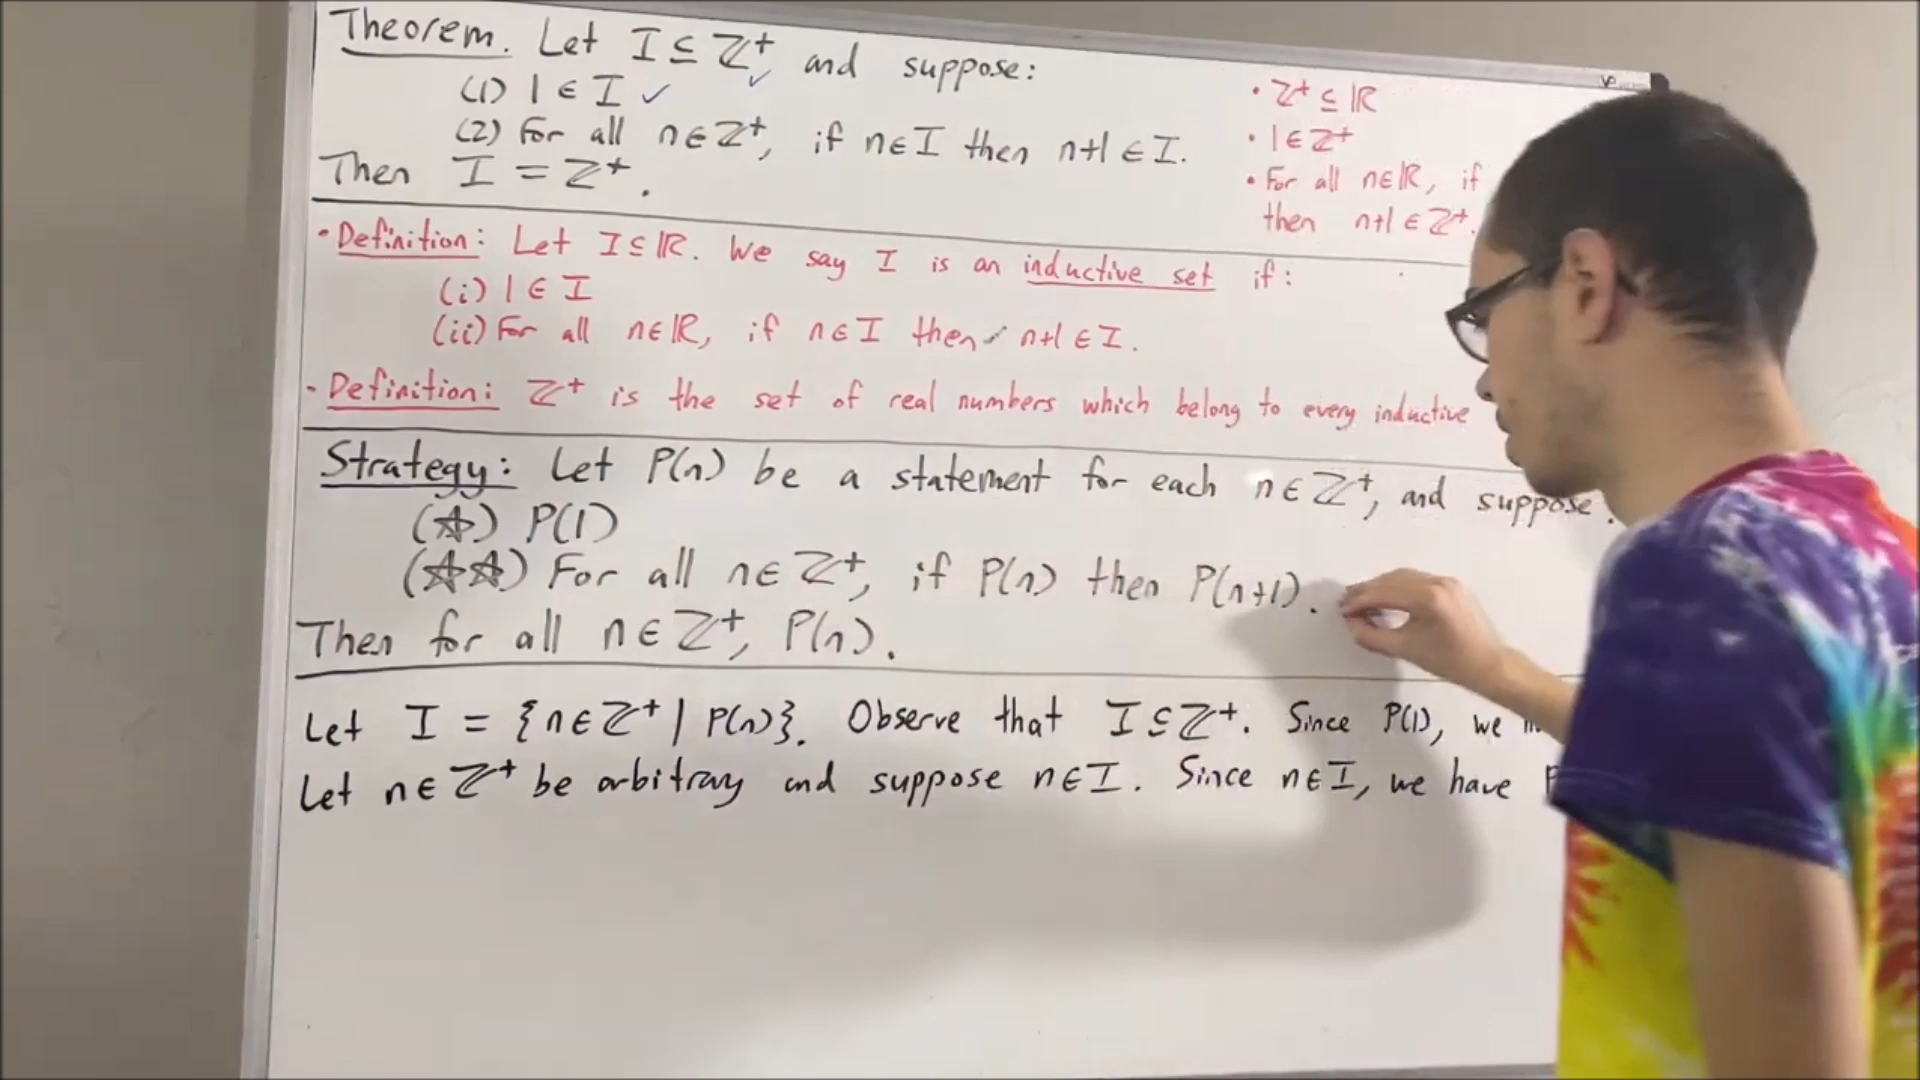 Theorem. Let I ⊆ Z⁺ and suppose:
(1) 1 ∈ I ✓ ✓
(2) For all n ∈ Z⁺, if n ∈ I then n+1 ∈ I.
Then I = Z⁺.
• Z⁺ ⊆ ℝ
• 1 ∈ Z⁺
• For all n ∈ ℝ, if
then n+1 ∈ Z⁺.
• Definition: Let I ⊆ ℝ. We say I is an inductive set if:
(i) 1 ∈ I
(ii) For all n ∈ ℝ, if n ∈ I then n+1 ∈ I.
• Definition: Z⁺ is the set of real numbers which belong to every inductive
Strategy: Let P(n) be a statement for each n ∈ Z⁺, and suppose:
(☆) P(1)
(☆☆) For all n ∈ Z⁺, if P(n) then P(n+1).
Then for all n ∈ Z⁺, P(n).
Let I = {n ∈ Z⁺ | P(n)}. Observe that I ⊆ Z⁺. Since P(1), we
Let n ∈ Z⁺ be arbitray and suppose n ∈ I. Since n ∈ I, we have